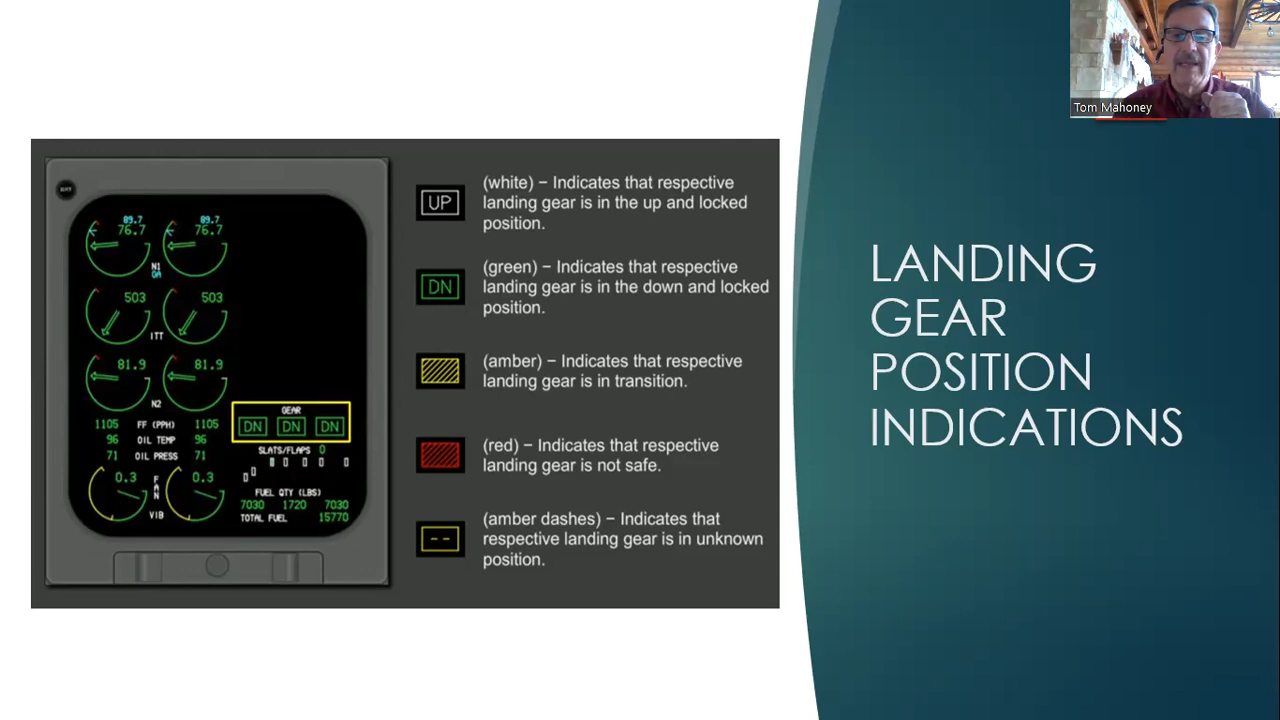 Tom Mahoney
89.7 89.7
76.7 76.7
N1
503 503
ITT
81.9 81.9
N2
1105 FF (PPH) 1105
96 OIL TEMP 96
71 OIL PRESS 71
0.3 FAN 0.3
VIB
GEAR
DN DN DN
SLATS/FLAPS 0
FUEL QTY (LBS)
7030 1720 7030
TOTAL FUEL 15770
UP
(white) – Indicates that respective
landing gear is in the up and locked
position.
DN
(green) – Indicates that respective
landing gear is in the down and locked
position.
(amber) – Indicates that respective
landing gear is in transition.
(red) – Indicates that respective
landing gear is not safe.
--
(amber dashes) – Indicates that
respective landing gear is in unknown
position.
LANDING
GEAR
POSITION
INDICATIONS